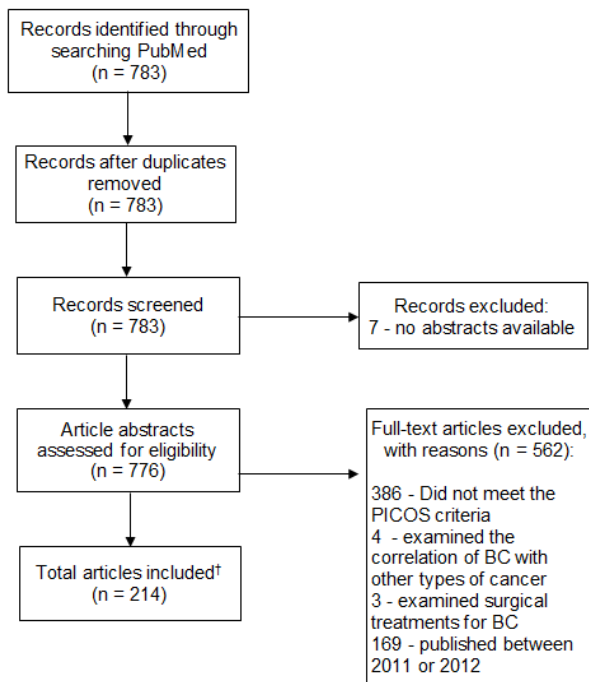 Records identified through
searching PubMed
(n = 783)
Records after duplicates
removed
(n = 783)
Records screened
(n = 783)
Records excluded:
7 - no abstracts available
Article abstracts
assessed for eligibility
(n = 776)
Full-text articles excluded,
with reasons (n = 562):
386 - Did not meet the
PICOS criteria
4 - examined the
correlation of BC with
other types of cancer
3 - examined surgical
treatments for BC
169 - published between
2011 or 2012
Total articles included†
(n = 214)